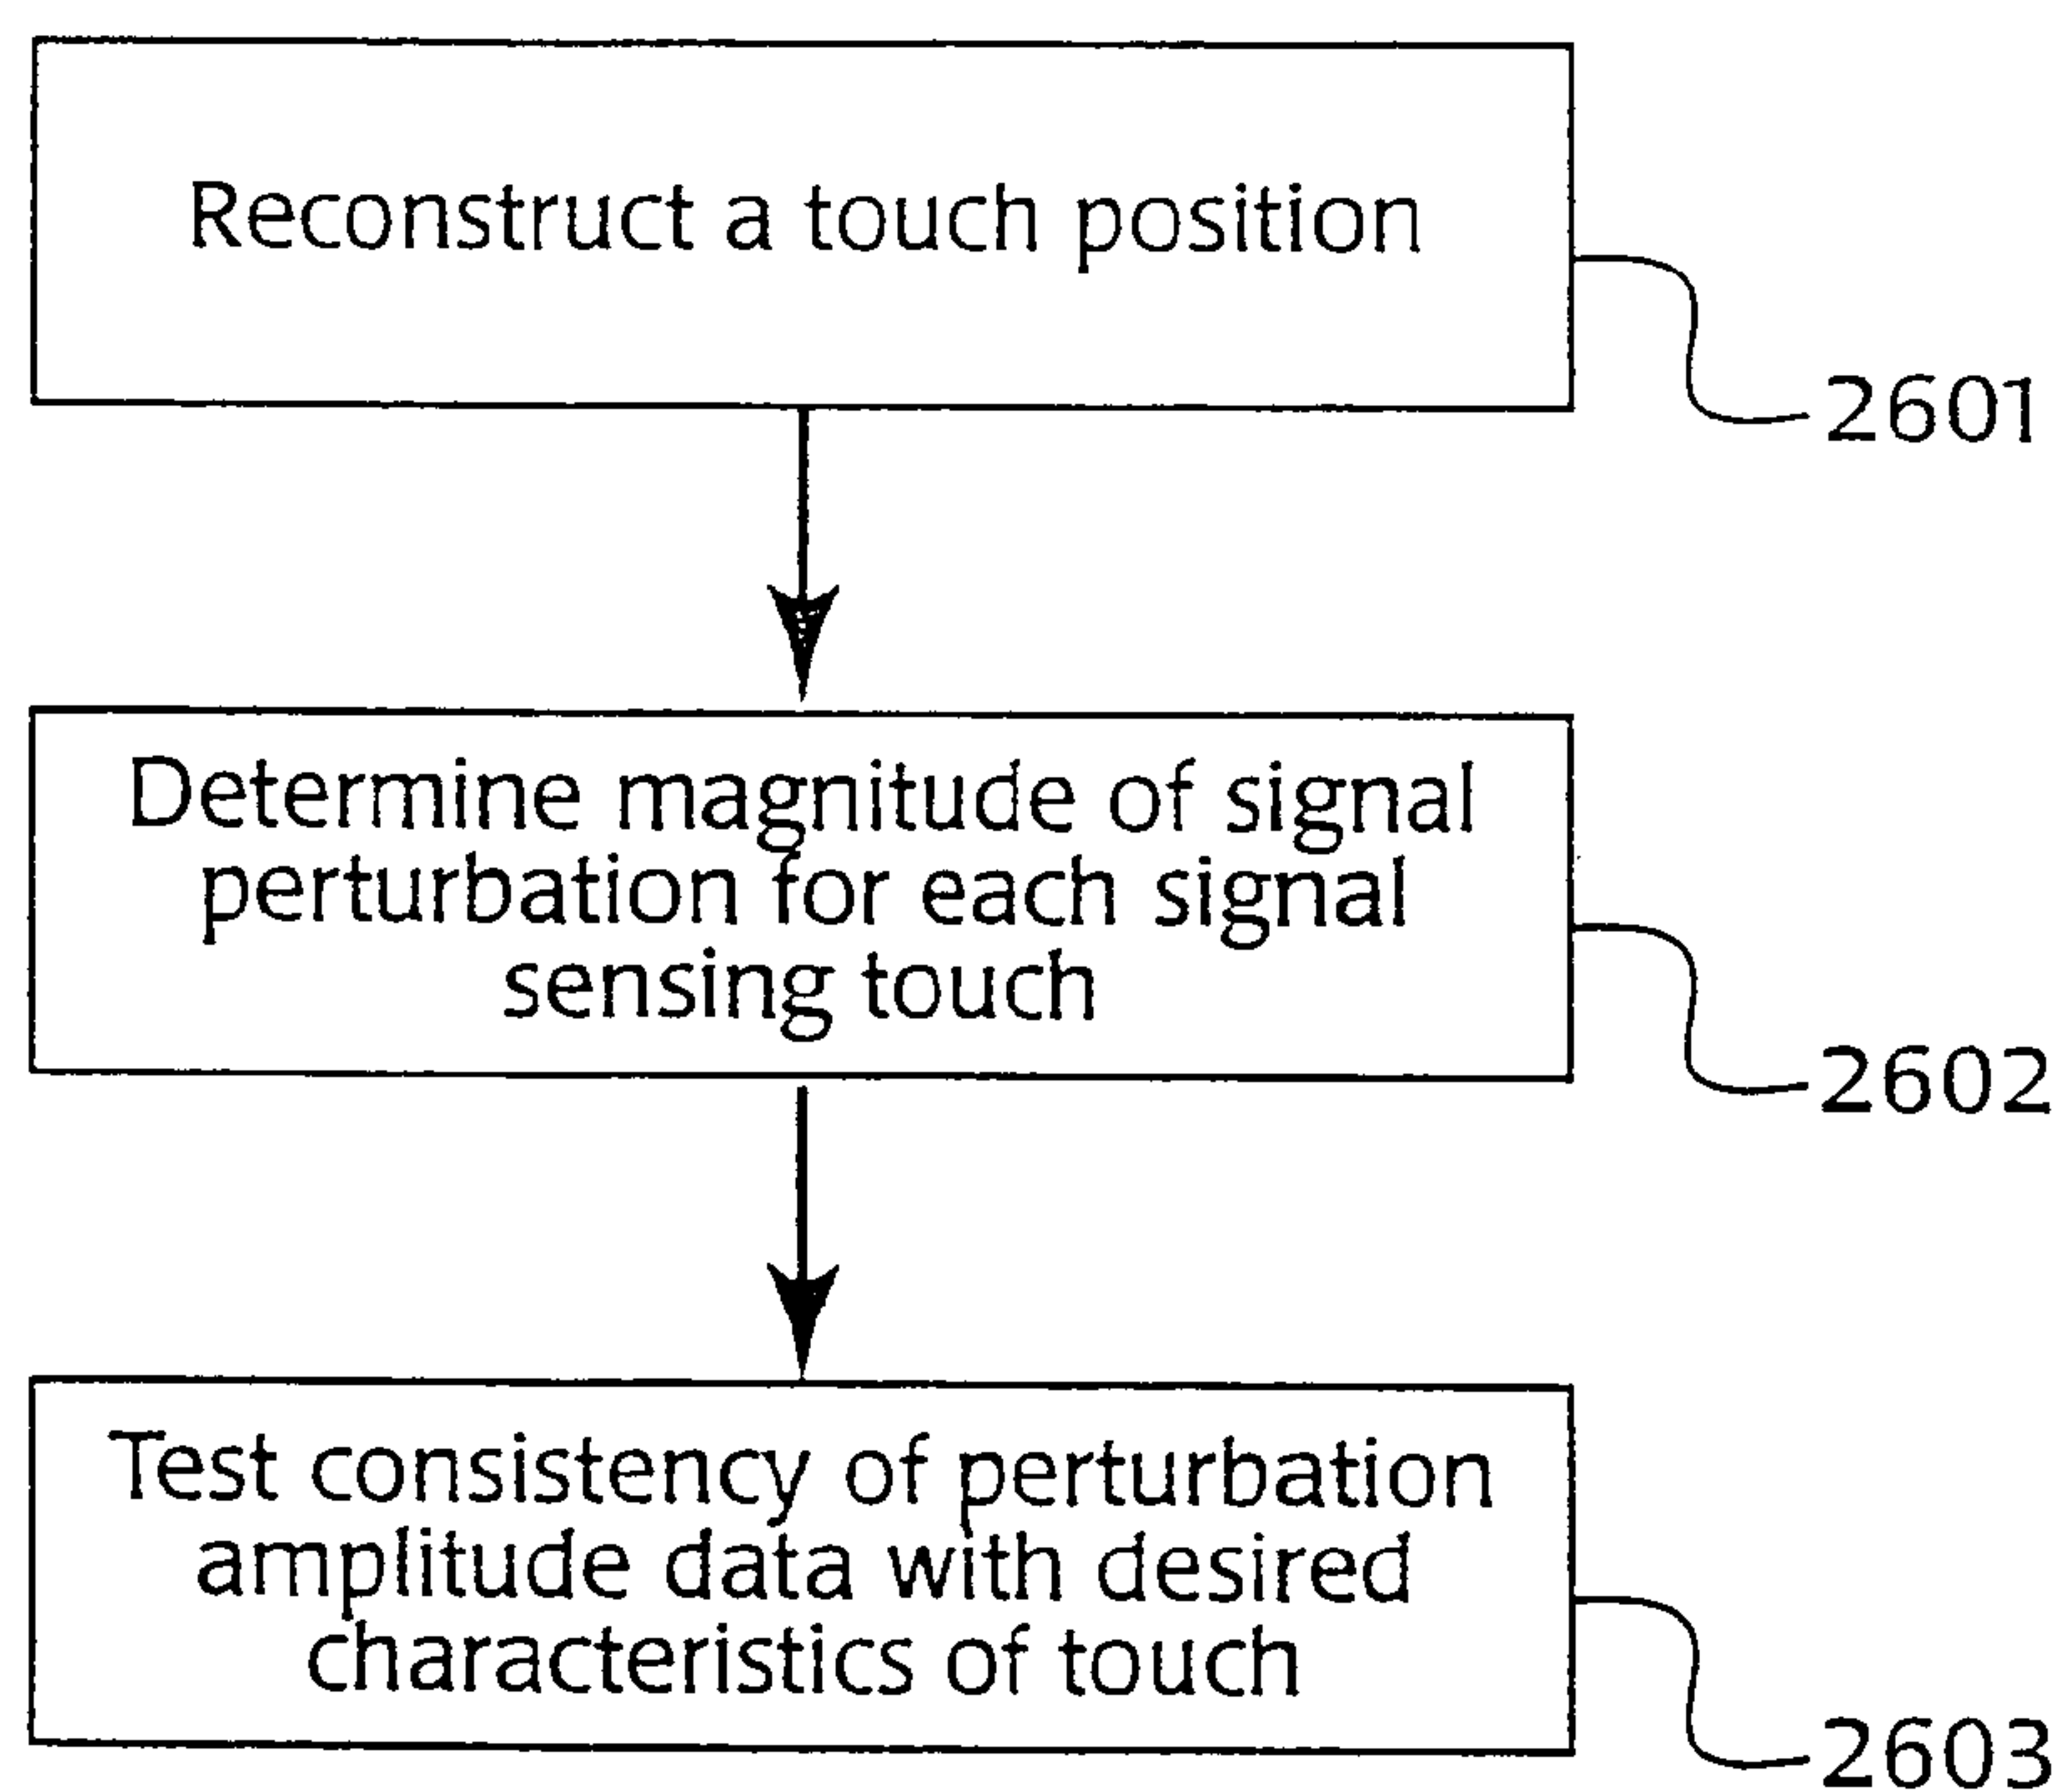 Reconstruct a touch position
2601
Determine magnitude of signal
perturbation for each signal
sensing touch
2602
Test consistency of perturbation
amplitude data with desired
characteristics of touch
2603